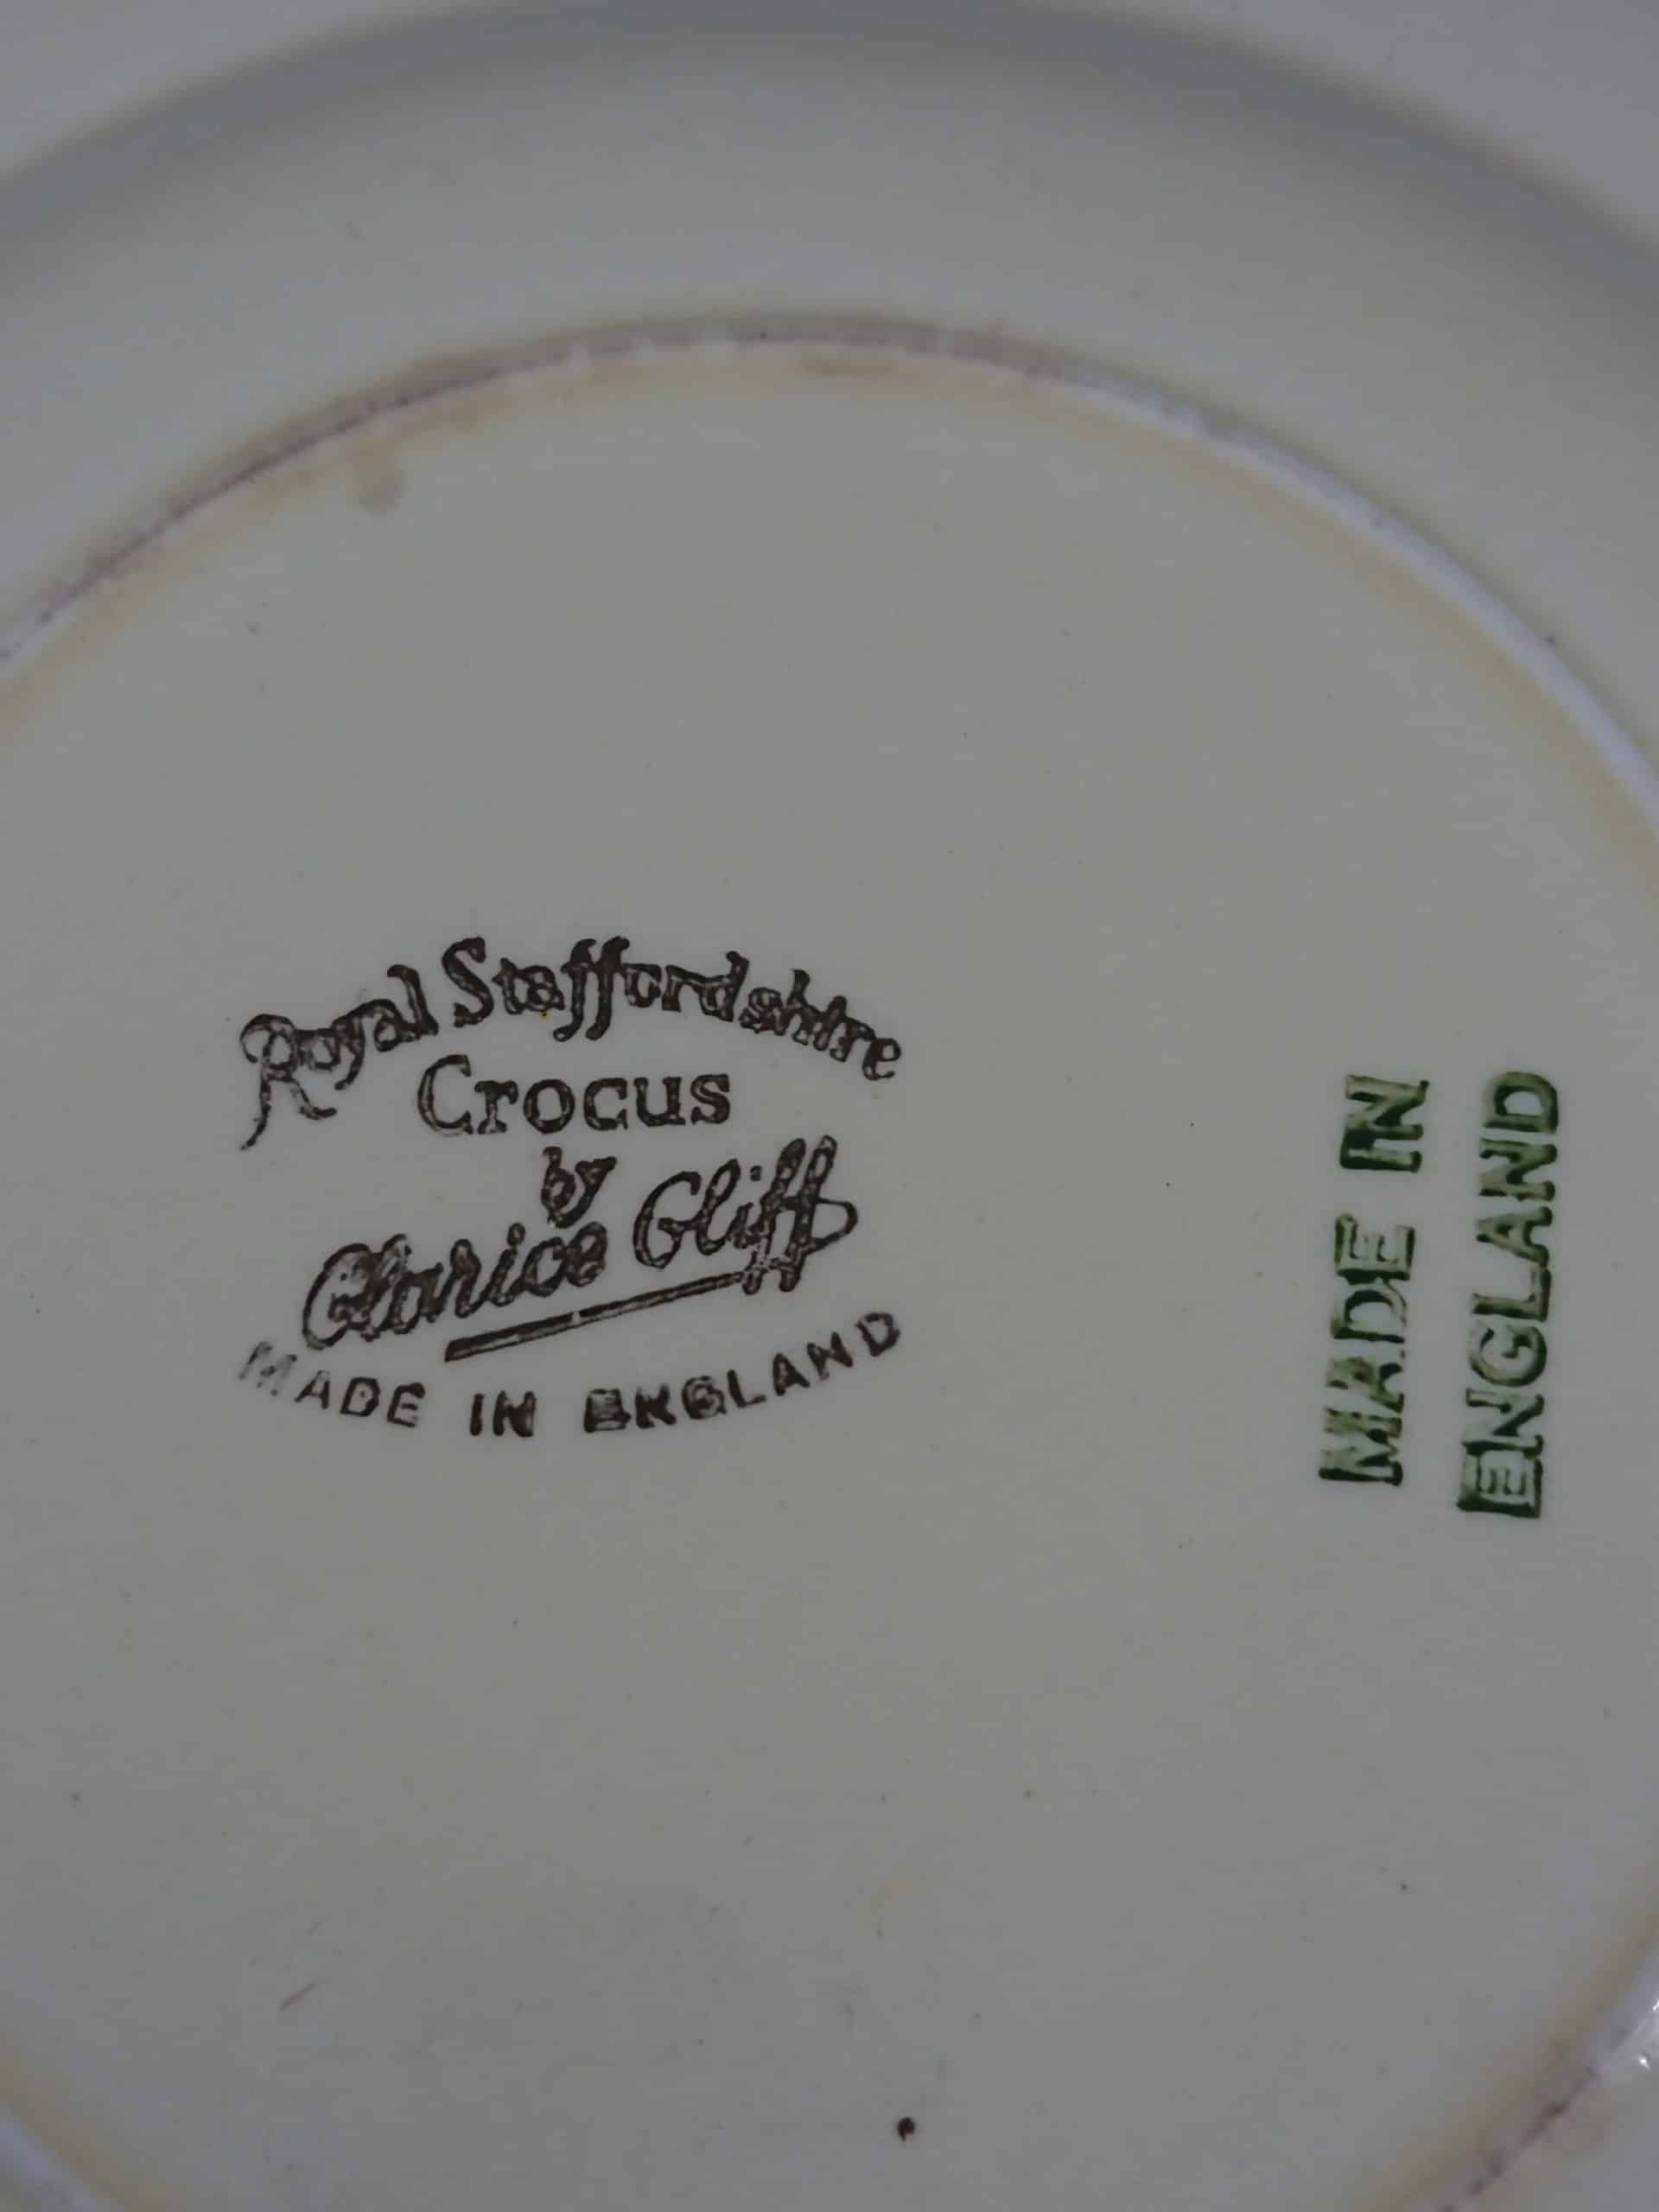 Royal Staffordshire
Crocus
by
Clarice Cliff
MADE IN ENGLAND
MADE IN
ENGLAND